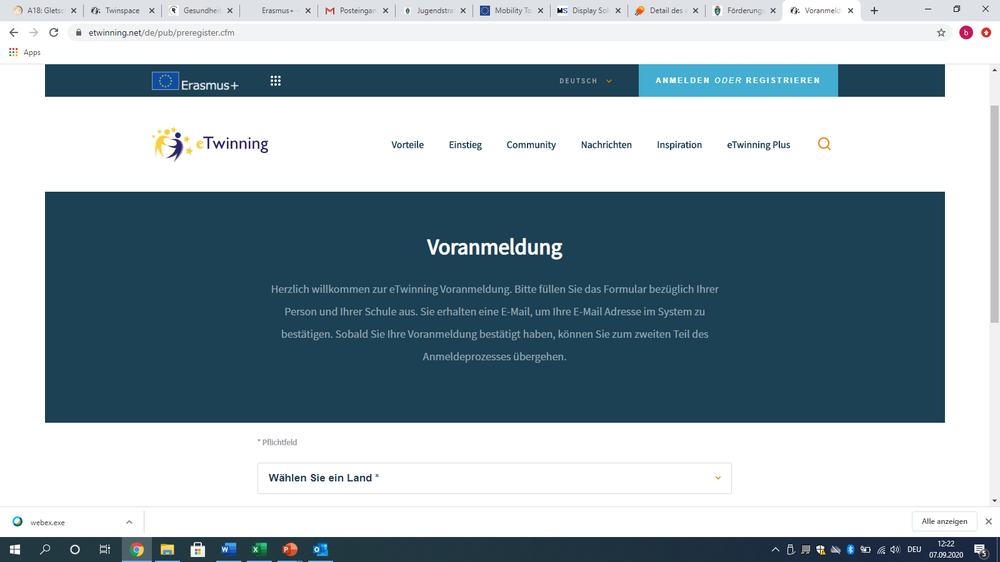 A18: Gletsc
Twinspace
Gesundheit
Erasmus+ -
Posteingan
Jugendstra
Mobility To
MS Display Sol
Detail des A
Förderungs
Voranmeld
etwinning.net/de/pub/preregister.cfm
b
Apps
Erasmus+
DEUTSCH
ANMELDEN ODER REGISTRIEREN
eTwinning
Vorteile
Einstieg
Community
Nachrichten
Inspiration
eTwinning Plus
Voranmeldung
Herzlich willkommen zur eTwinning Voranmeldung. Bitte füllen Sie das Formular bezüglich Ihrer
Person und Ihrer Schule aus. Sie erhalten eine E-Mail, um Ihre E-Mail Adresse im System zu
bestätigen. Sobald Sie Ihre Voranmeldung bestätigt haben, können Sie zum zweiten Teil des
Anmeldeprozesses übergehen.
* Pflichtfeld
Wählen Sie ein Land *
webex.exe
Alle anzeigen
DEU
12:22
07.09.2020
5